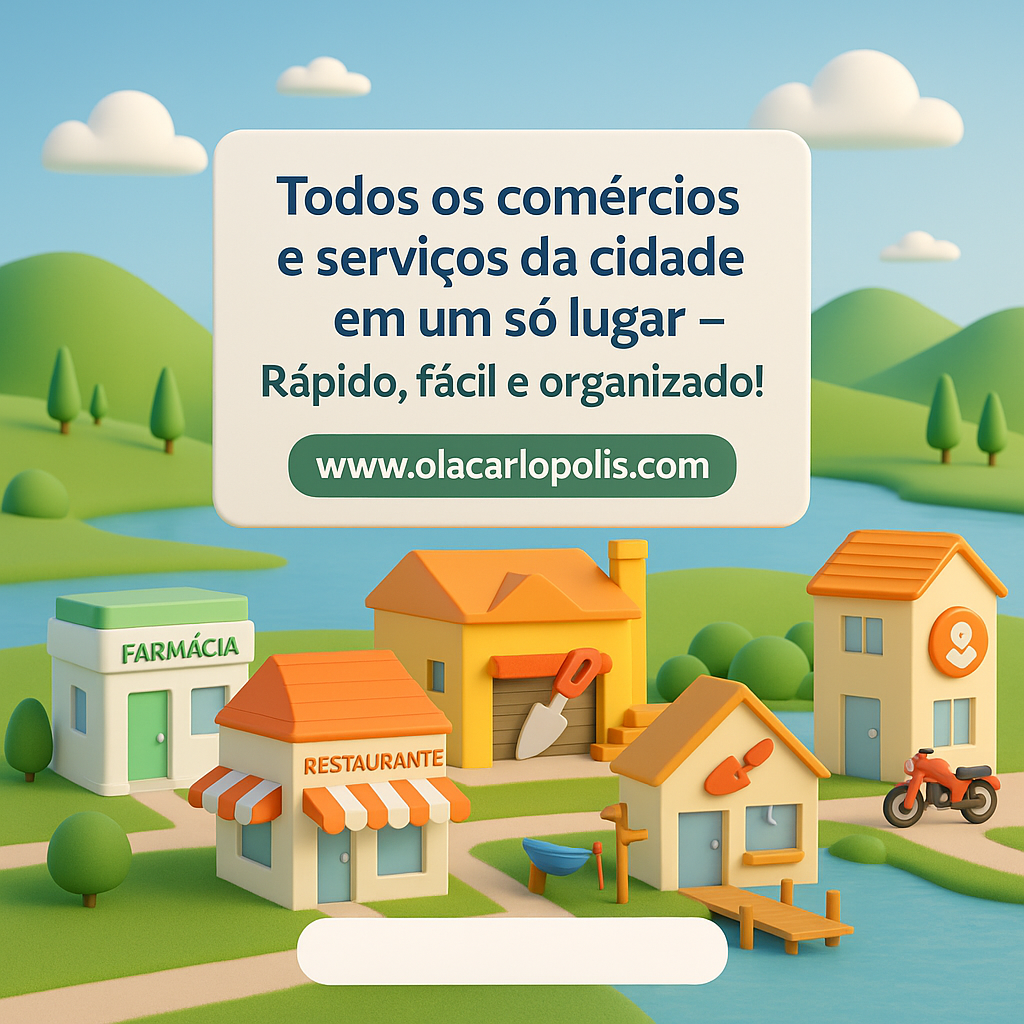 Todos os comércios
e serviços da cidade
em um só lugar –
Rápido, fácil e organizado!
www.olacarlopolis.com
FARMÁCIA
RESTAURANTE